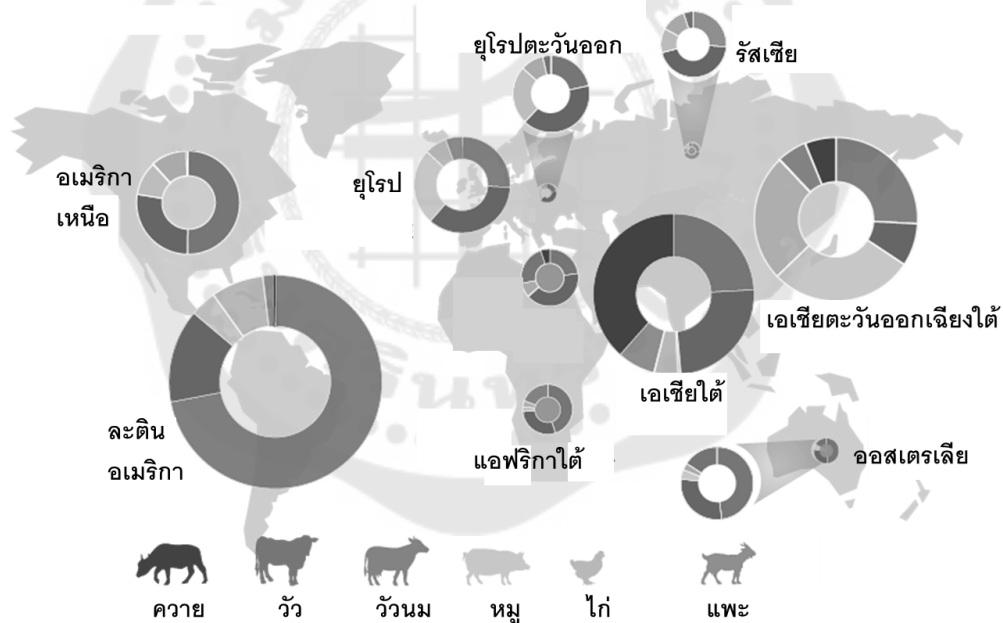 ยุโรปตะวันออก
รัสเซีย
อเมริกา
เหนือ
ยุโรป
เอเชียตะวันออกเฉียงใต้
เอเชียใต้
ละติน
อเมริกา
แอฟริกาใต้
ออสเตรเลีย
ควาย วัว วัวนม หมู ไก่ แพะ